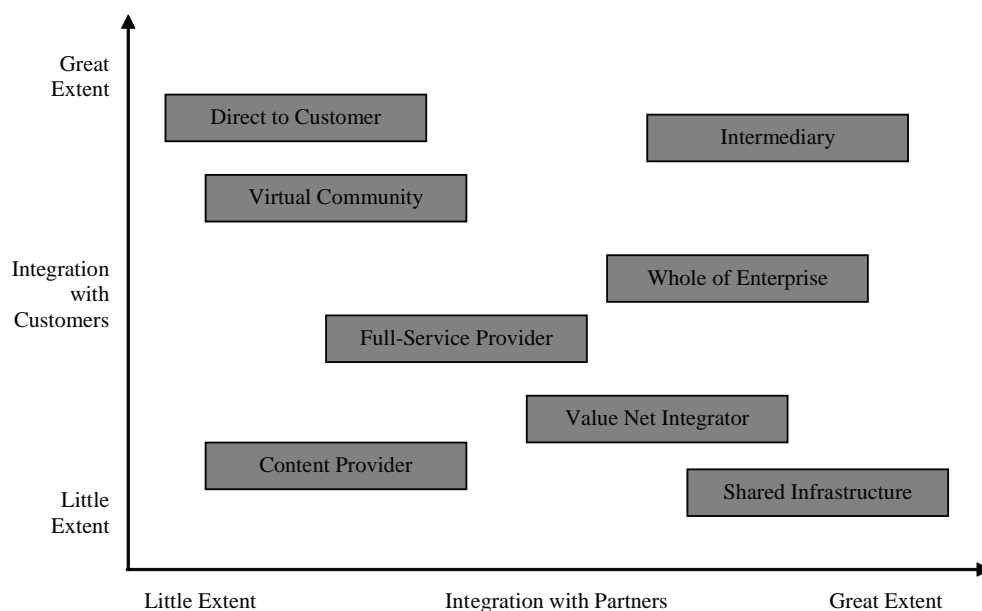 Great
Extent
Direct to Customer
Intermediary
Virtual Community
Integration
with
Customers
Whole of Enterprise
Full-Service Provider
Value Net Integrator
Content Provider
Shared Infrastructure
Little
Extent
Little Extent
Integration with Partners
Great Extent